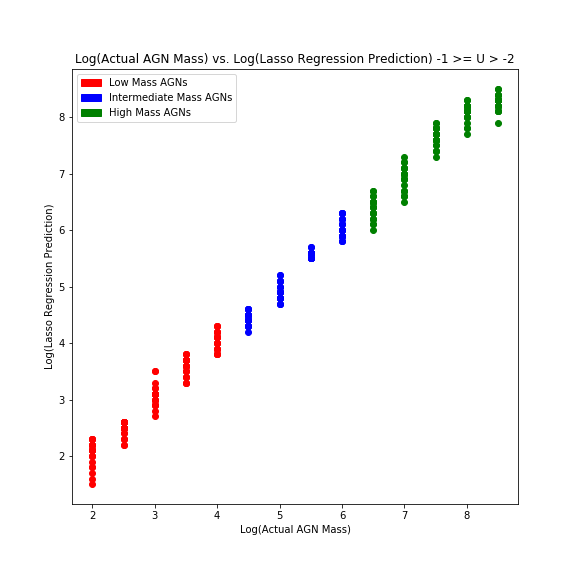 Log(Actual AGN Mass) vs. Log(Lasso Regression Prediction) -1 >= U > -2
Low Mass AGNs
Intermediate Mass AGNs
High Mass AGNs
Log(Lasso Regression Prediction)
8
7
6
5
4
3
2
2 3 4 5 6 7 8
Log(Actual AGN Mass)